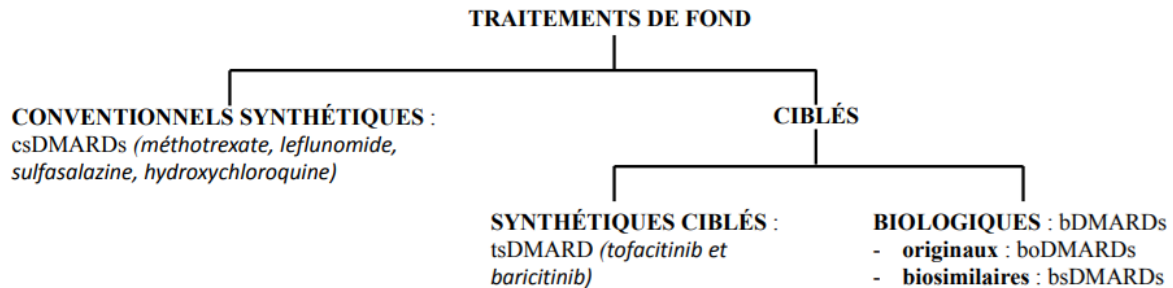 TRAITEMENTS DE FOND
CONVENTIONNELS SYNTHÉTIQUES :
csDMARDs (méthotrexate, leflunomide,
sulfasalazine, hydroxychloroquine)
CIBLÉS
SYNTHÉTIQUES CIBLÉS :
tsDMARD (tofacitinib et
baricitinib)
BIOLOGIQUES : bDMARDs
- originaux : boDMARDs
- biosimilaires : bsDMARDs